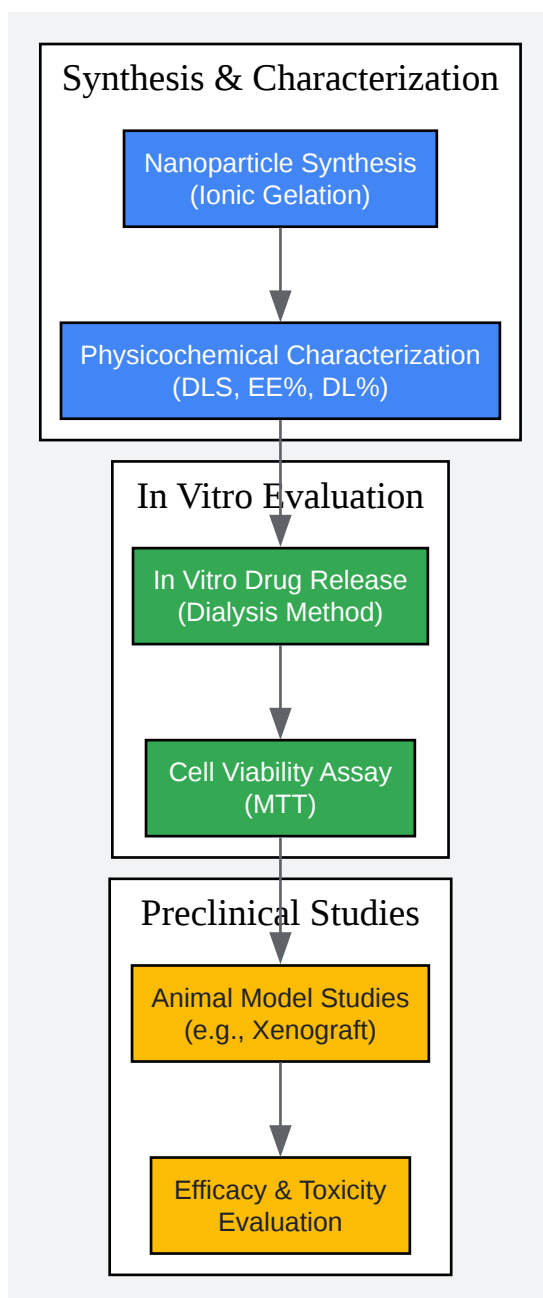 Synthesis & Characterization
Nanoparticle Synthesis
(Ionic Gelation)
Physicochemical Characterization
(DLS, EE%, DL%)
In Vitro Evaluation
In Vitro Drug Release
(Dialysis Method)
Cell Viability Assay
(MTT)
Preclinical Studies
Animal Model Studies
(e.g., Xenograft)
Efficacy & Toxicity
Evaluation